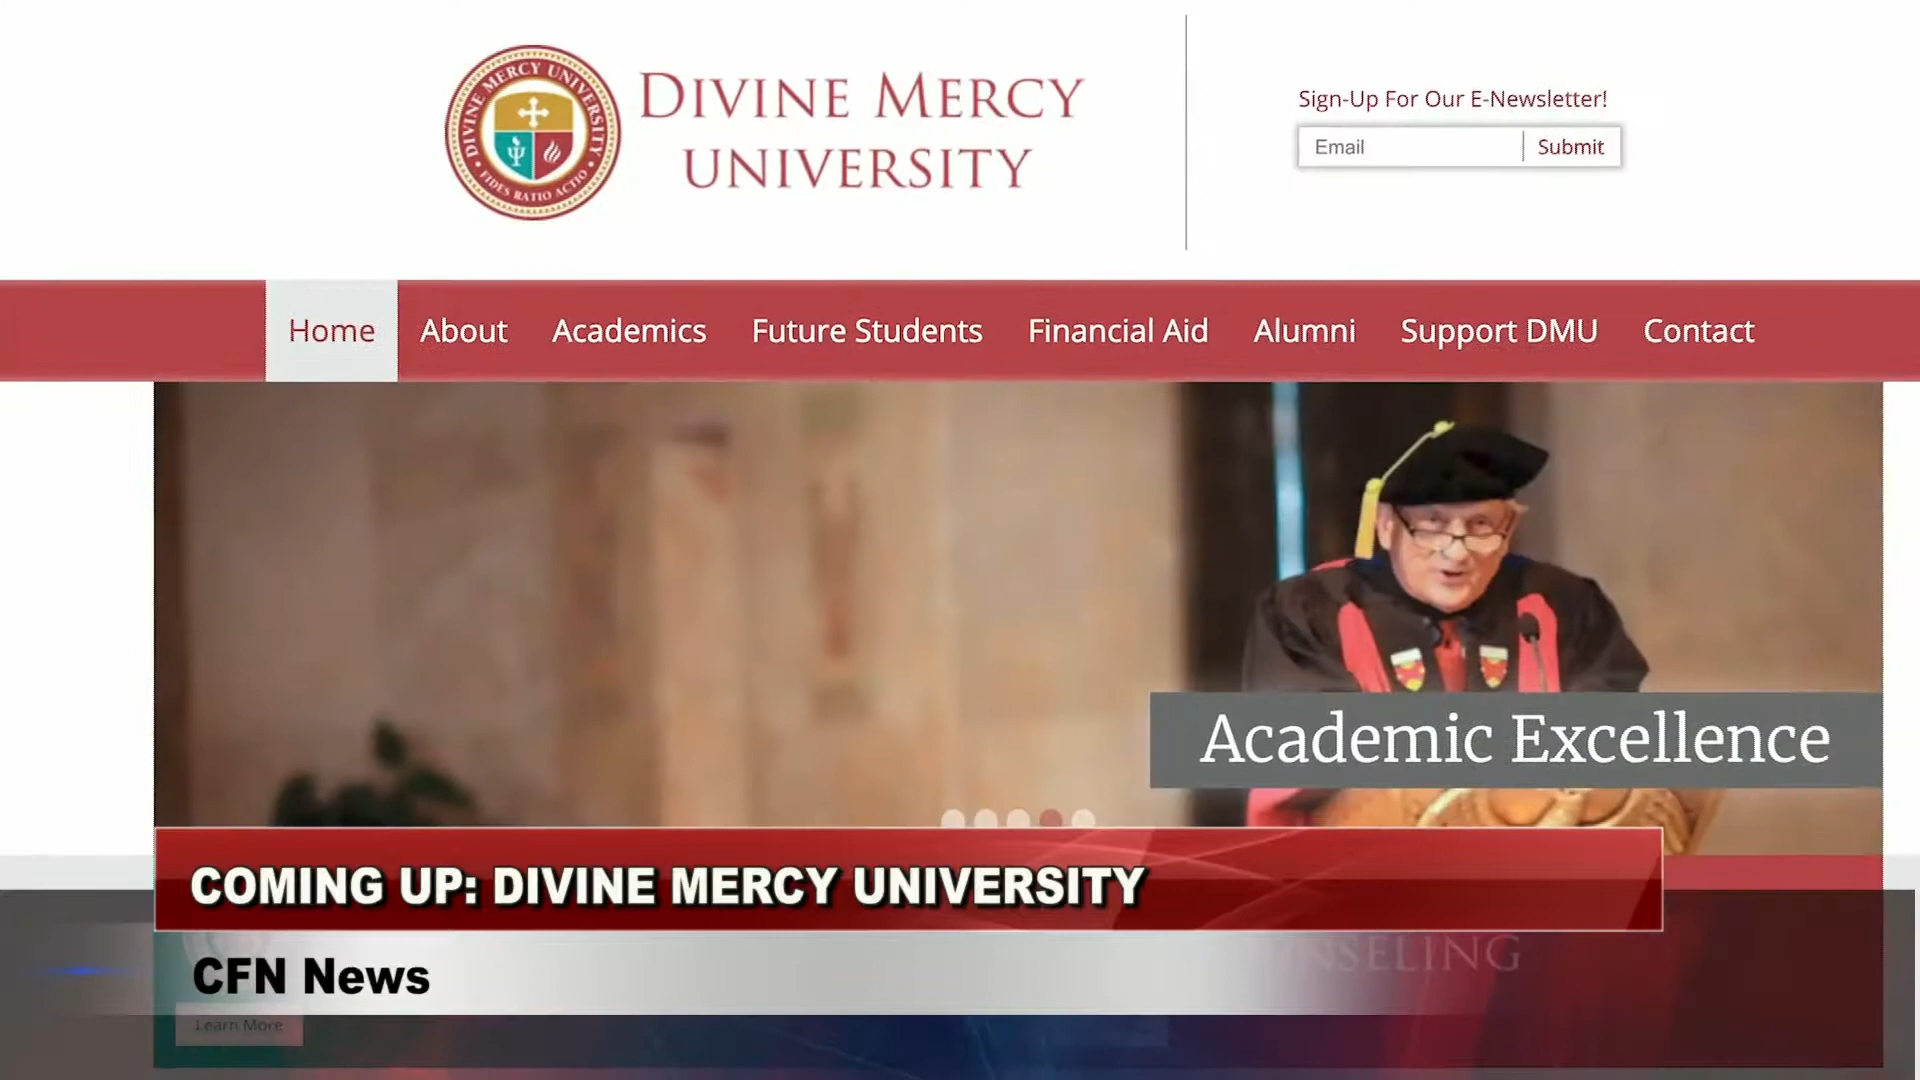 DIVINE MERCY UNIVERSITY
FIDES RATIO ACTIO
DIVINE MERCY
UNIVERSITY
Sign-Up For Our E-Newsletter!
Email Submit
Home About Academics Future Students Financial Aid Alumni Support DMU Contact
Academic Excellence
COMING UP: DIVINE MERCY UNIVERSITY
NSELING
CFN News
Learn More